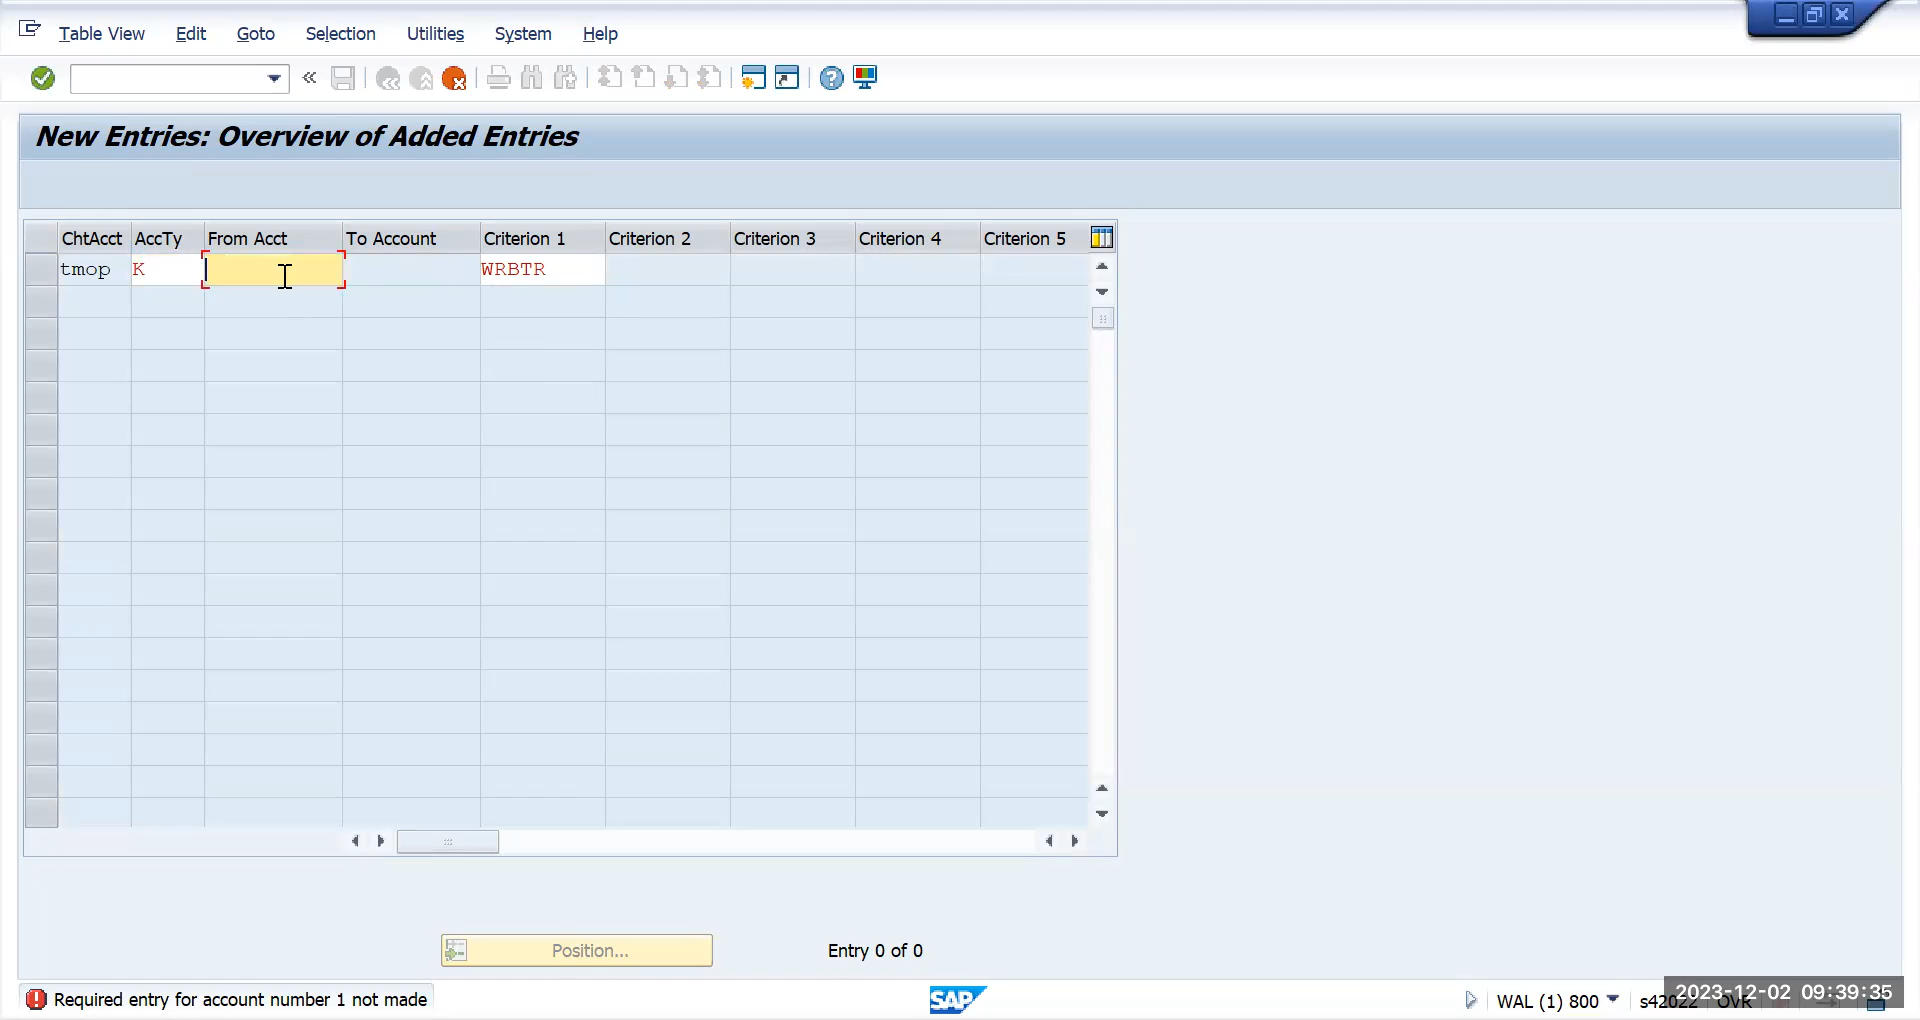 Table View Edit Goto Selection Utilities System Help
New Entries: Overview of Added Entries
ChtAcct AccTy From Acct To Account Criterion 1 Criterion 2 Criterion 3 Criterion 4 Criterion 5
tmop K WRBTR
Position... Entry 0 of 0
Required entry for account number 1 not made SAP WAL (1) 800 s42022 OVR
2023-12-02 09:39:35